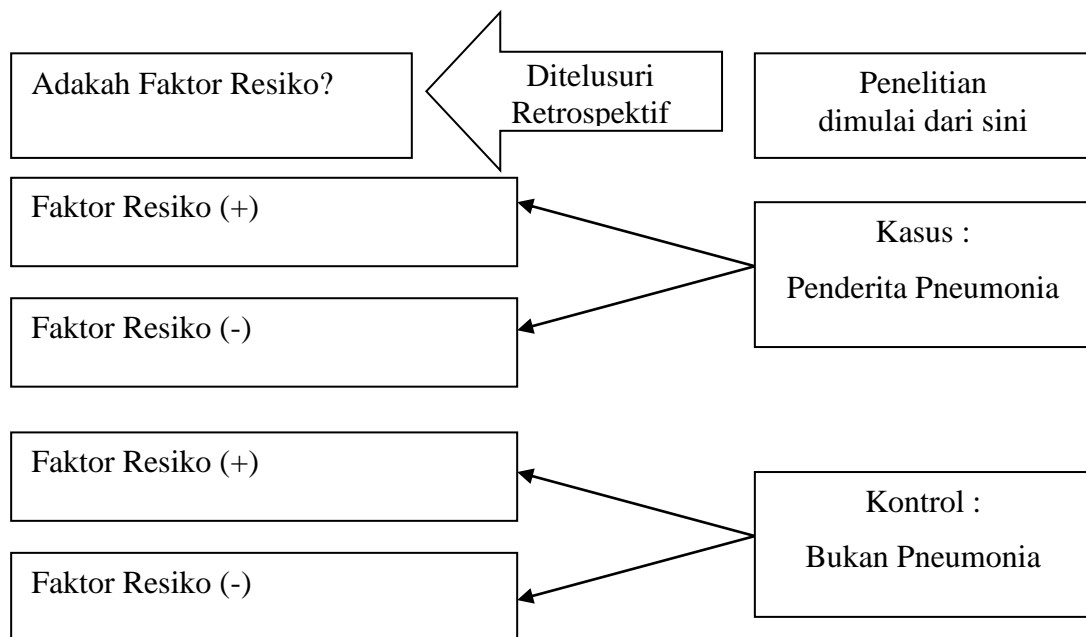 Adakah Faktor Resiko?
Ditelusuri
Retrospektif
Penelitian
dimulai dari sini
Faktor Resiko (+)
Kasus :
Penderita Pneumonia
Faktor Resiko (-)
Faktor Resiko (+)
Kontrol :
Bukan Pneumonia
Faktor Resiko (-)